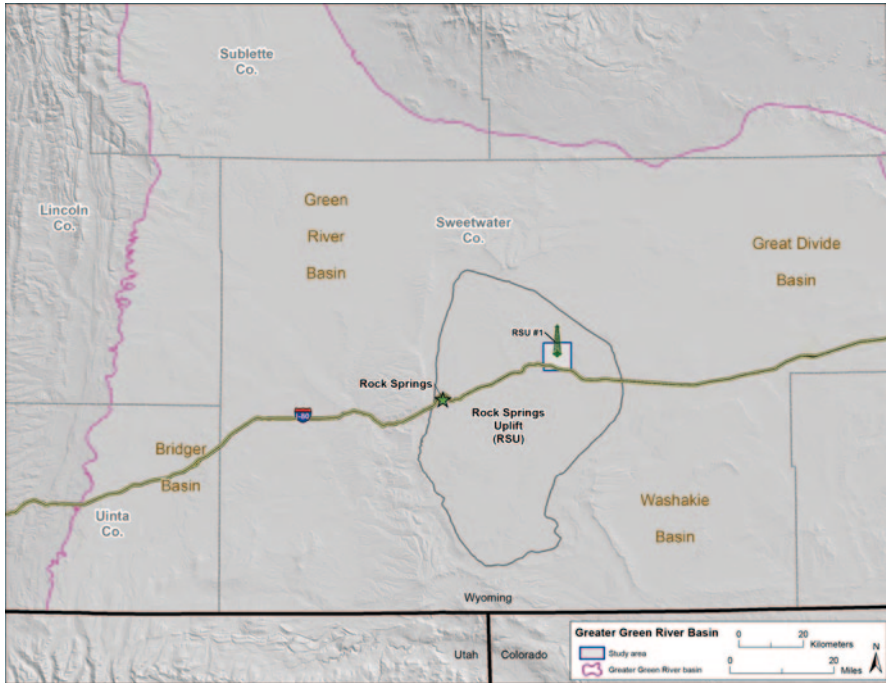 Sublette
Co.
Lincoln
Co.
Green
River
Basin
Sweetwater
Co.
Great Divide
Basin
RSU #1
Rock Springs
Rock Springs
Uplift
(RSU)
I-80
Bridger
Basin
Uinta
Co.
Washakie
Basin
Wyoming
Utah
Colorado
Greater Green River Basin
Study area
Greater Green River basin
0 20
Kilometers
0 20
Miles
N